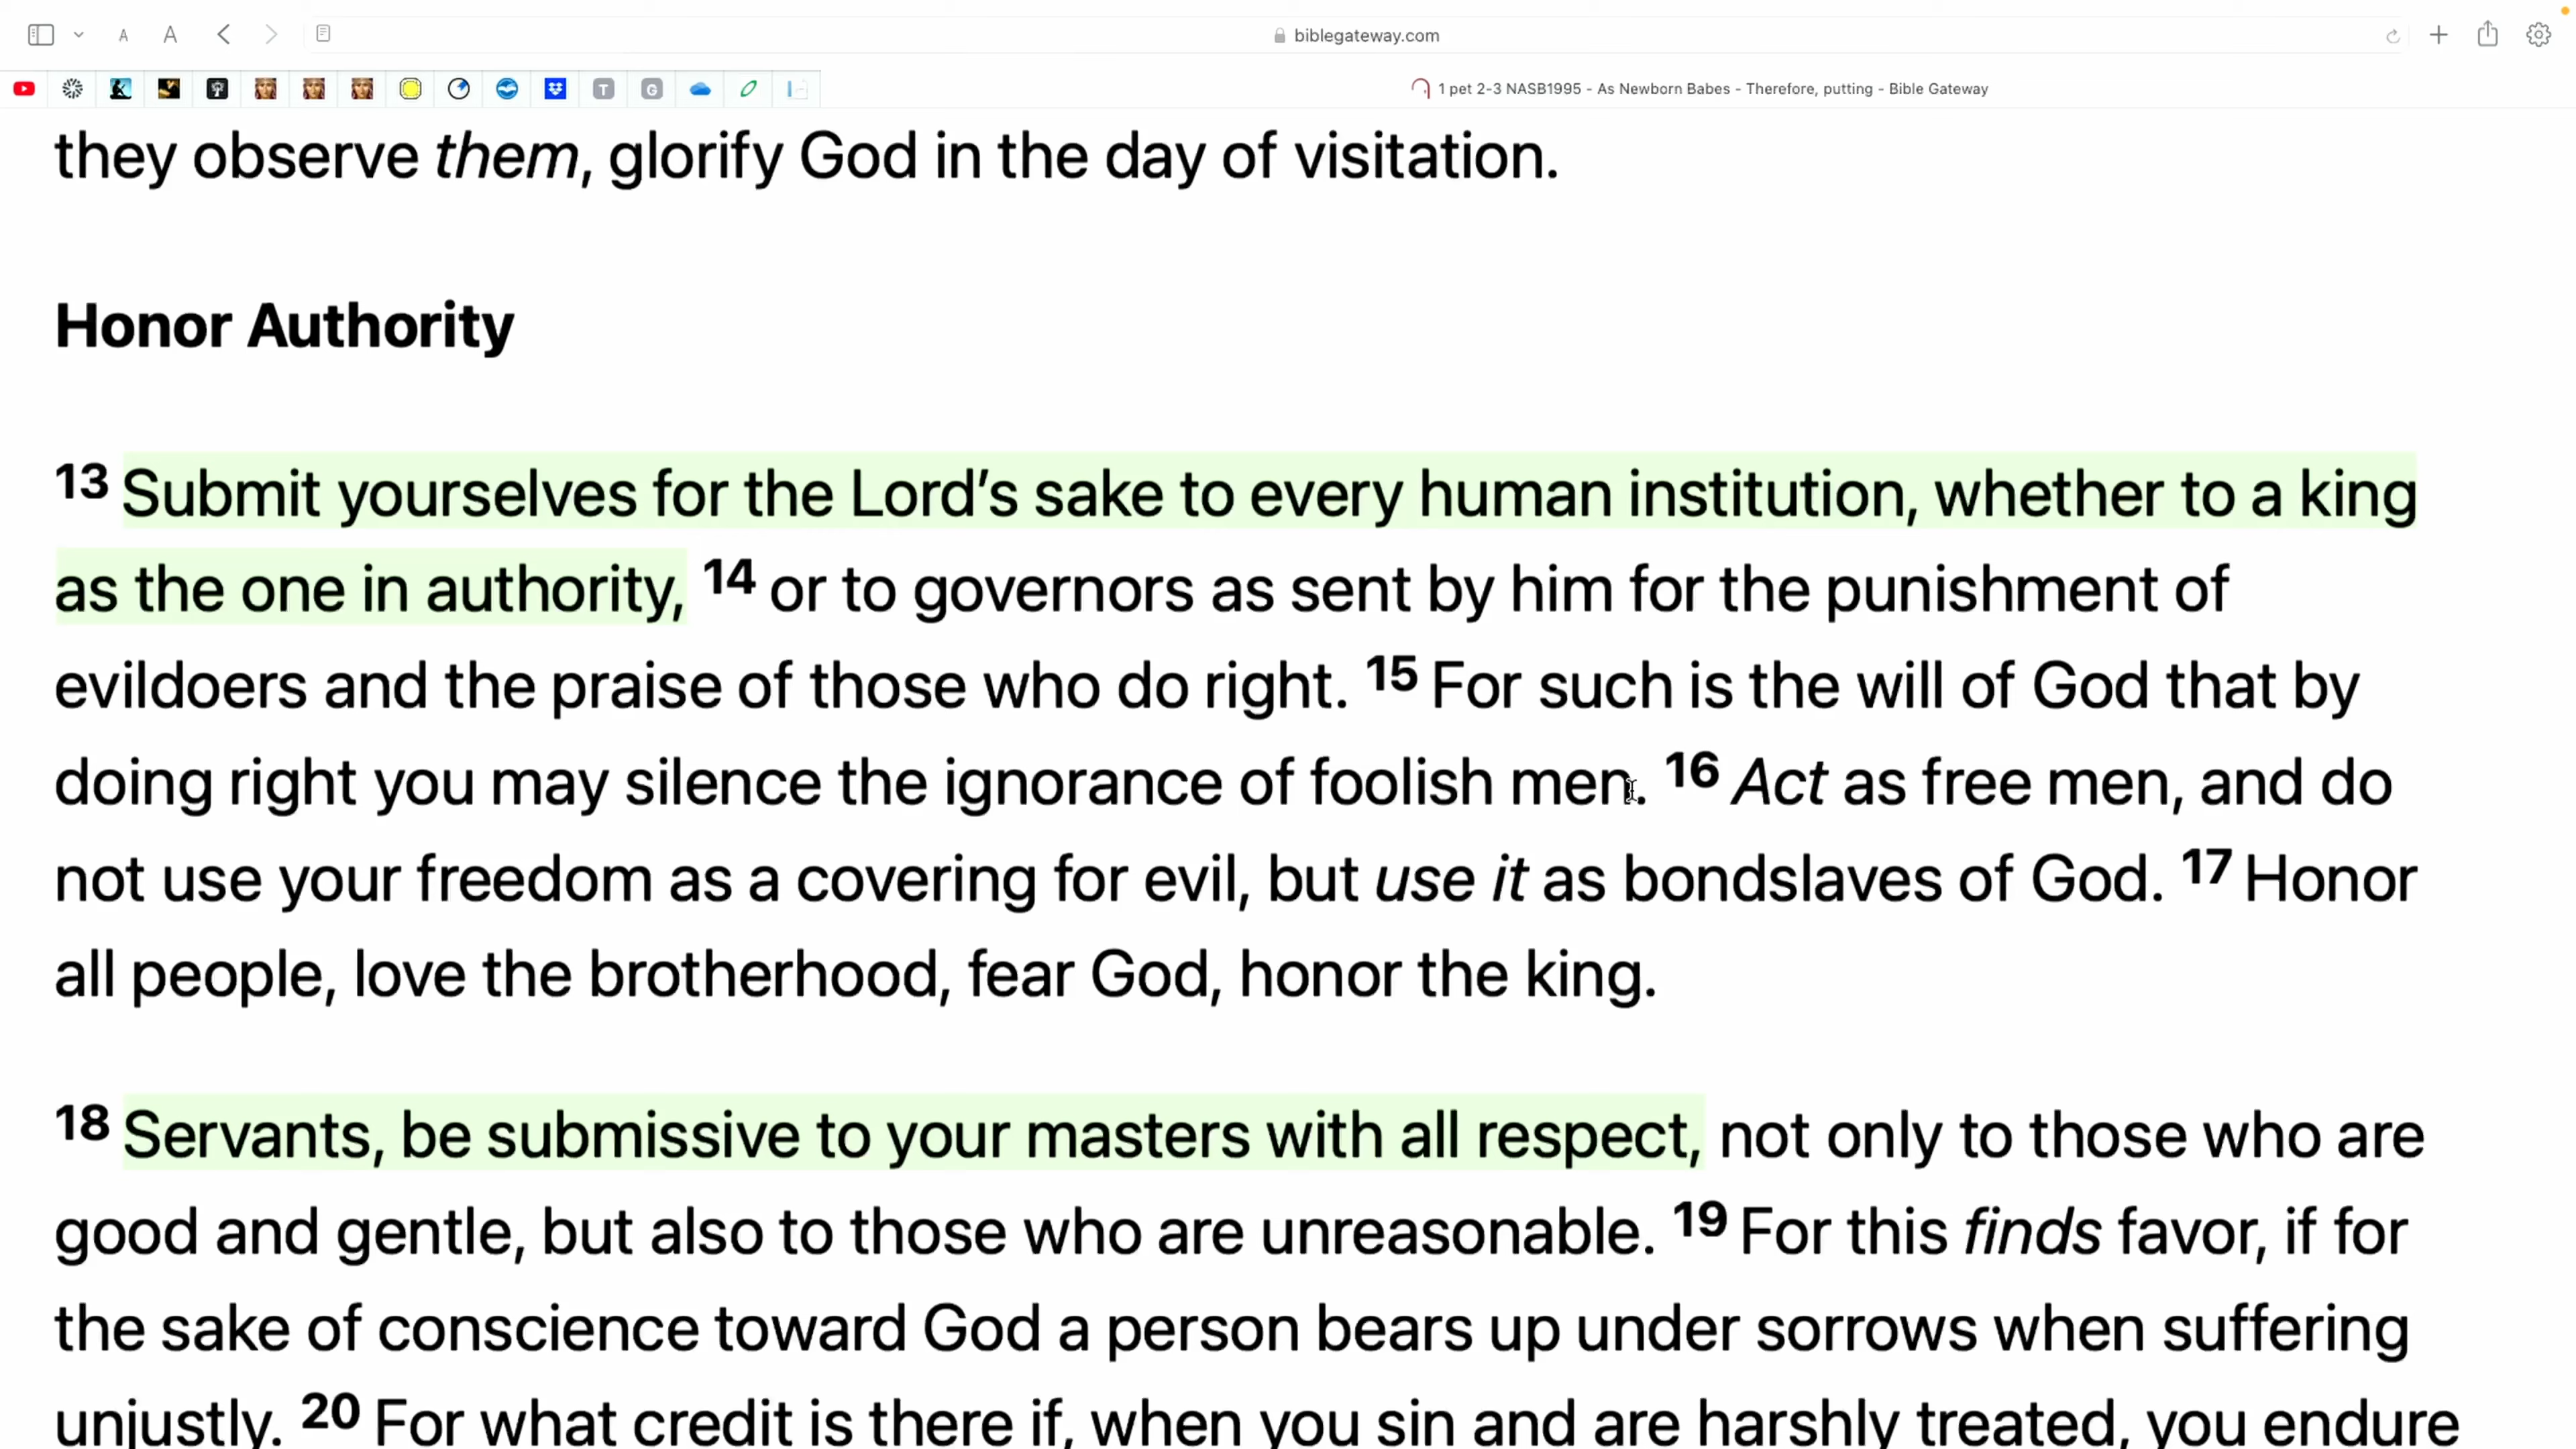 A A biblegateway.com
T G 1 pet 2-3 NASB1995 - As Newborn Babes - Therefore, putting - Bible Gateway
they observe them, glorify God in the day of visitation.
Honor Authority
13 Submit yourselves for the Lord’s sake to every human institution, whether to a king
as the one in authority, 14 or to governors as sent by him for the punishment of
evildoers and the praise of those who do right. 15 For such is the will of God that by
doing right you may silence the ignorance of foolish men. 16 Act as free men, and do
not use your freedom as a covering for evil, but use it as bondslaves of God. 17 Honor
all people, love the brotherhood, fear God, honor the king.
18 Servants, be submissive to your masters with all respect, not only to those who are
good and gentle, but also to those who are unreasonable. 19 For this finds favor, if for
the sake of conscience toward God a person bears up under sorrows when suffering
unjustly. 20 For what credit is there if, when you sin and are harshly treated, you endure